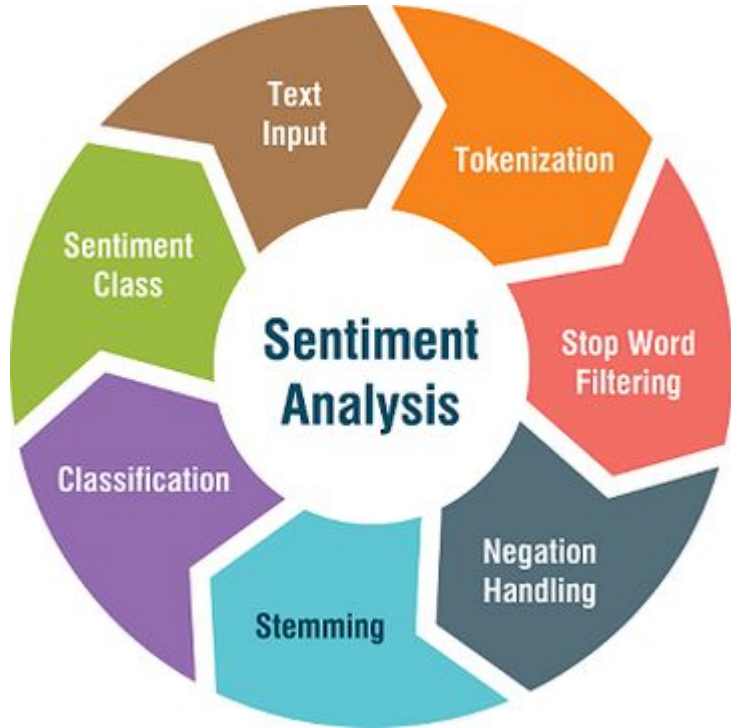 Text
Input
Tokenization
Stop Word
Filtering
Negation
Handling
Stemming
Classification
Sentiment
Class
Sentiment
Analysis